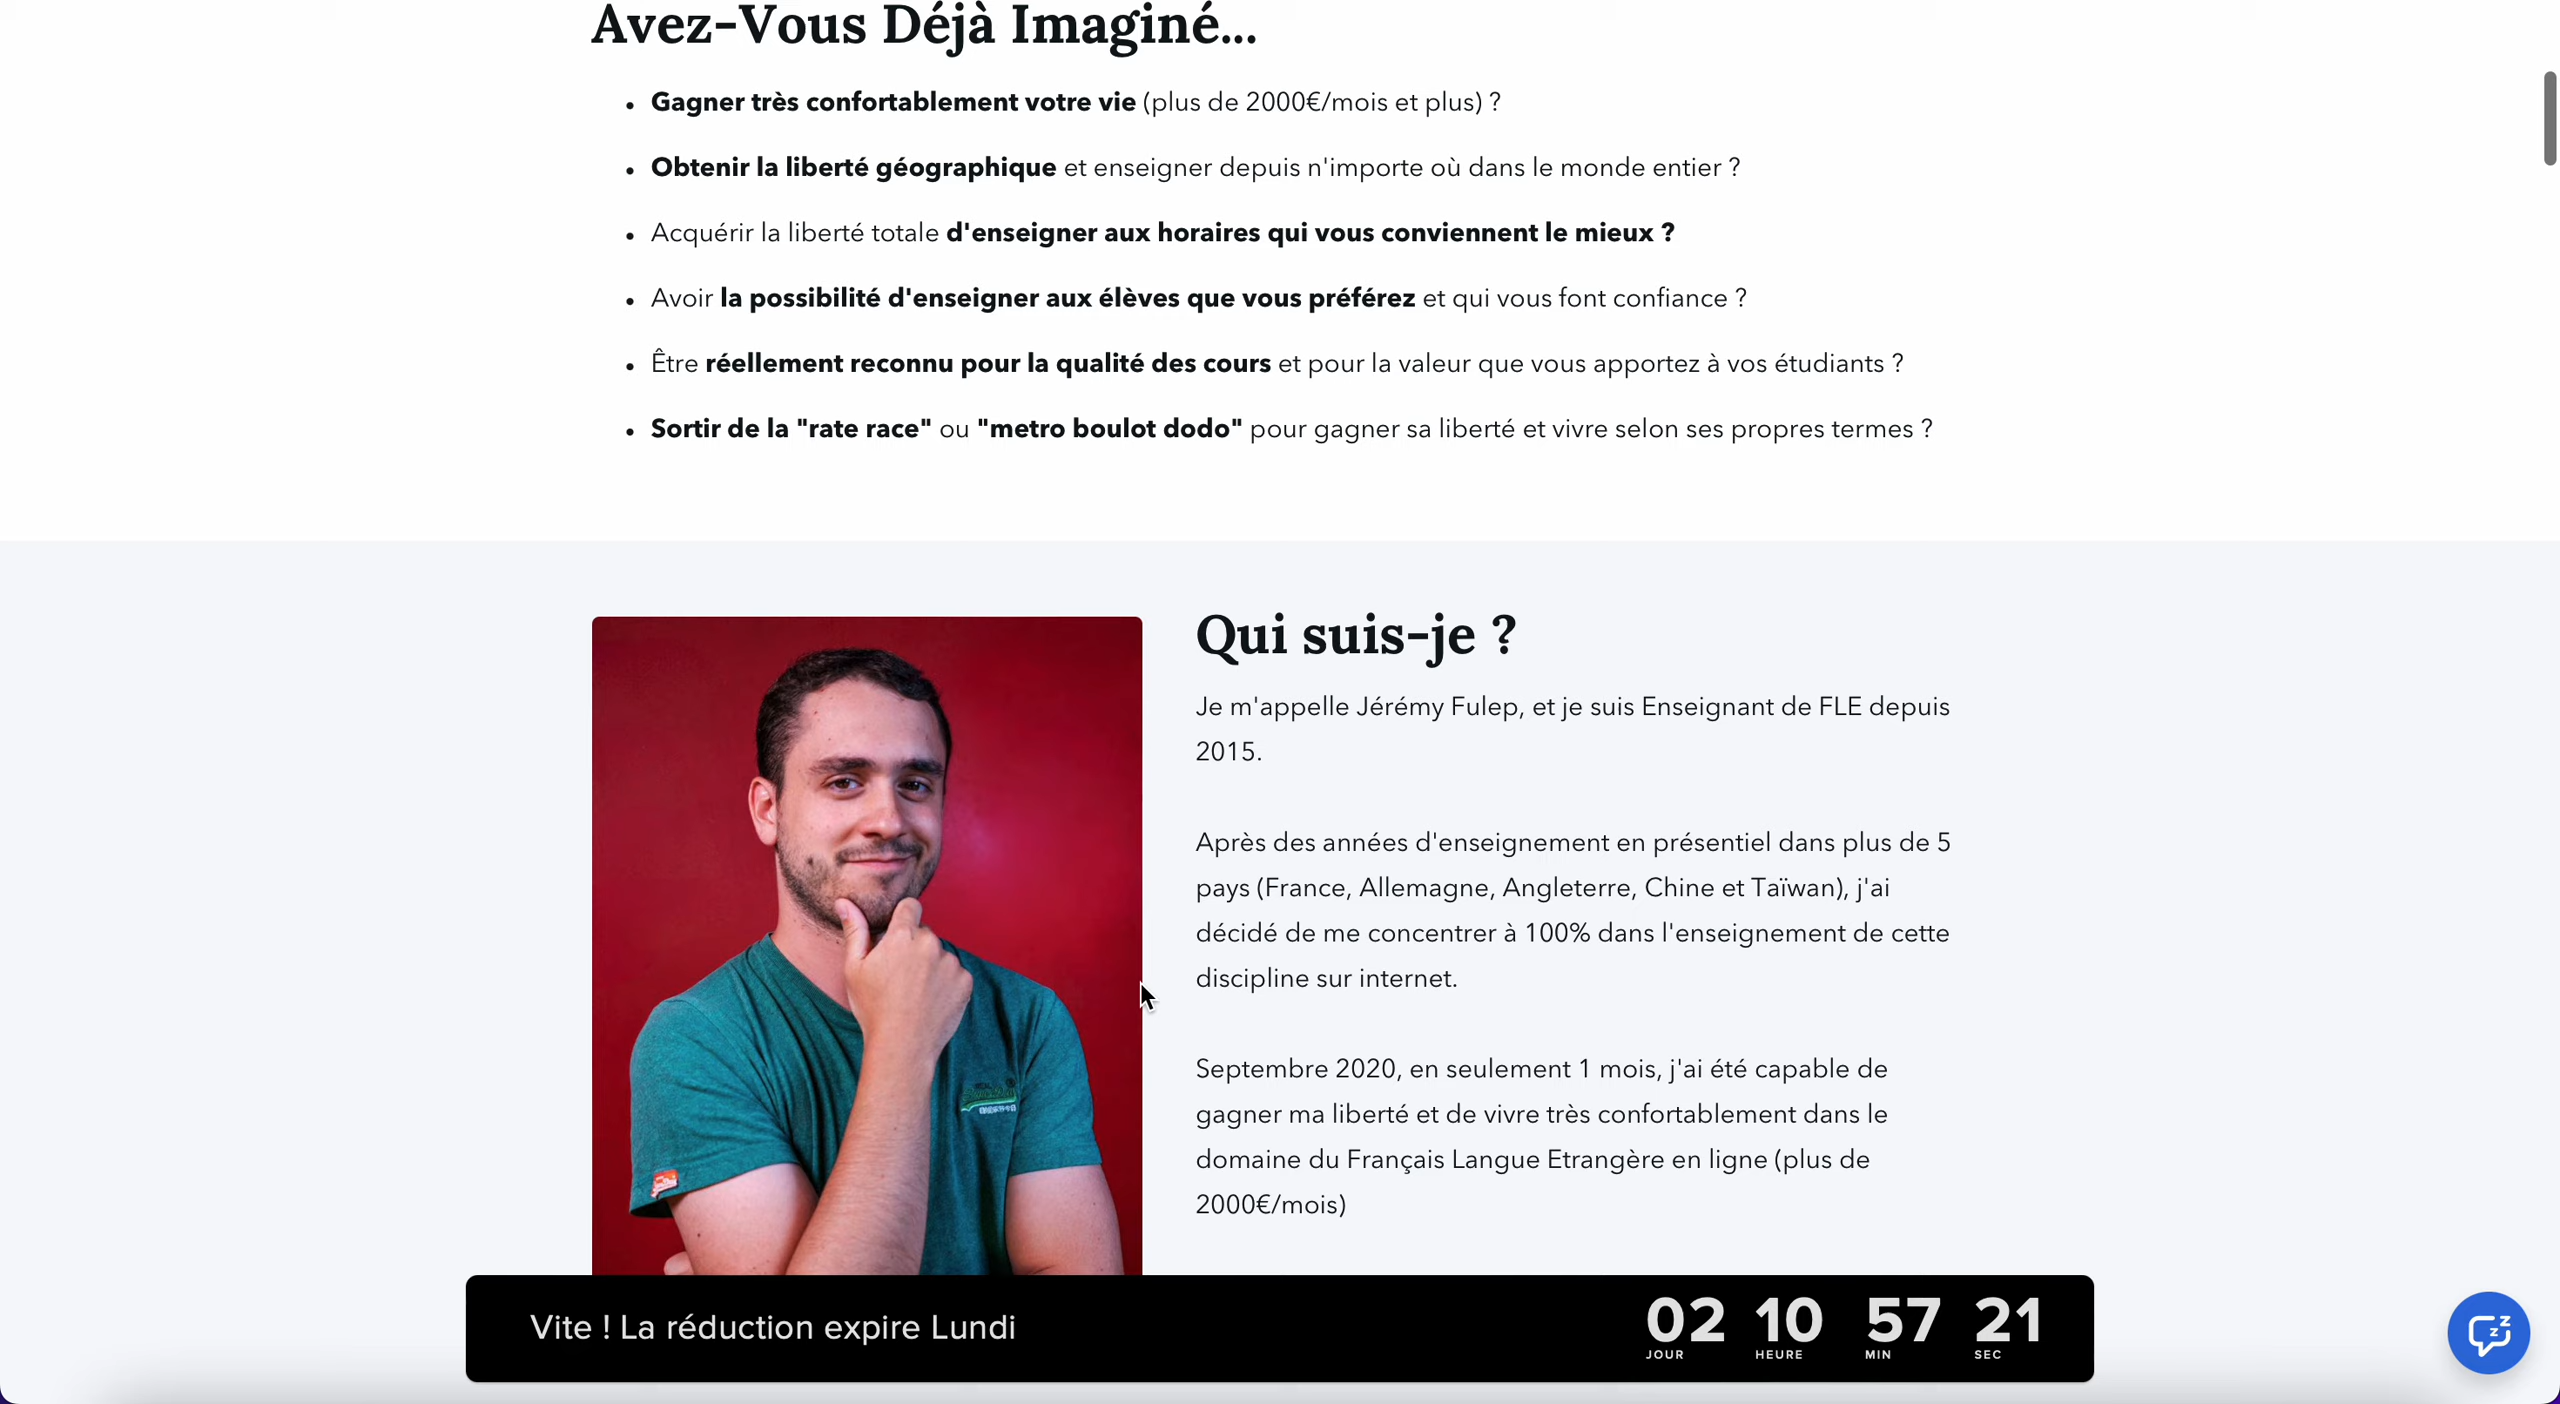 Avez-Vous Déjà Imaginé...
• Gagner très confortablement votre vie (plus de 2000€/mois et plus) ?
• Obtenir la liberté géographique et enseigner depuis n'importe où dans le monde entier ?
• Acquérir la liberté totale d'enseigner aux horaires qui vous conviennent le mieux ?
• Avoir la possibilité d'enseigner aux élèves que vous préférez et qui vous font confiance ?
• Être réellement reconnu pour la qualité des cours et pour la valeur que vous apportez à vos étudiants ?
• Sortir de la "rate race" ou "metro boulot dodo" pour gagner sa liberté et vivre selon ses propres termes ?
Qui suis-je ?
Je m'appelle Jérémy Fulep, et je suis Enseignant de FLE depuis
2015.
Après des années d'enseignement en présentiel dans plus de 5
pays (France, Allemagne, Angleterre, Chine et Taïwan), j'ai
décidé de me concentrer à 100% dans l'enseignement de cette
discipline sur internet.
Septembre 2020, en seulement 1 mois, j'ai été capable de
gagner ma liberté et de vivre très confortablement dans le
domaine du Français Langue Etrangère en ligne (plus de
2000€/mois)
Vite ! La réduction expire Lundi
02 10 57 21
JOUR HEURE MIN SEC